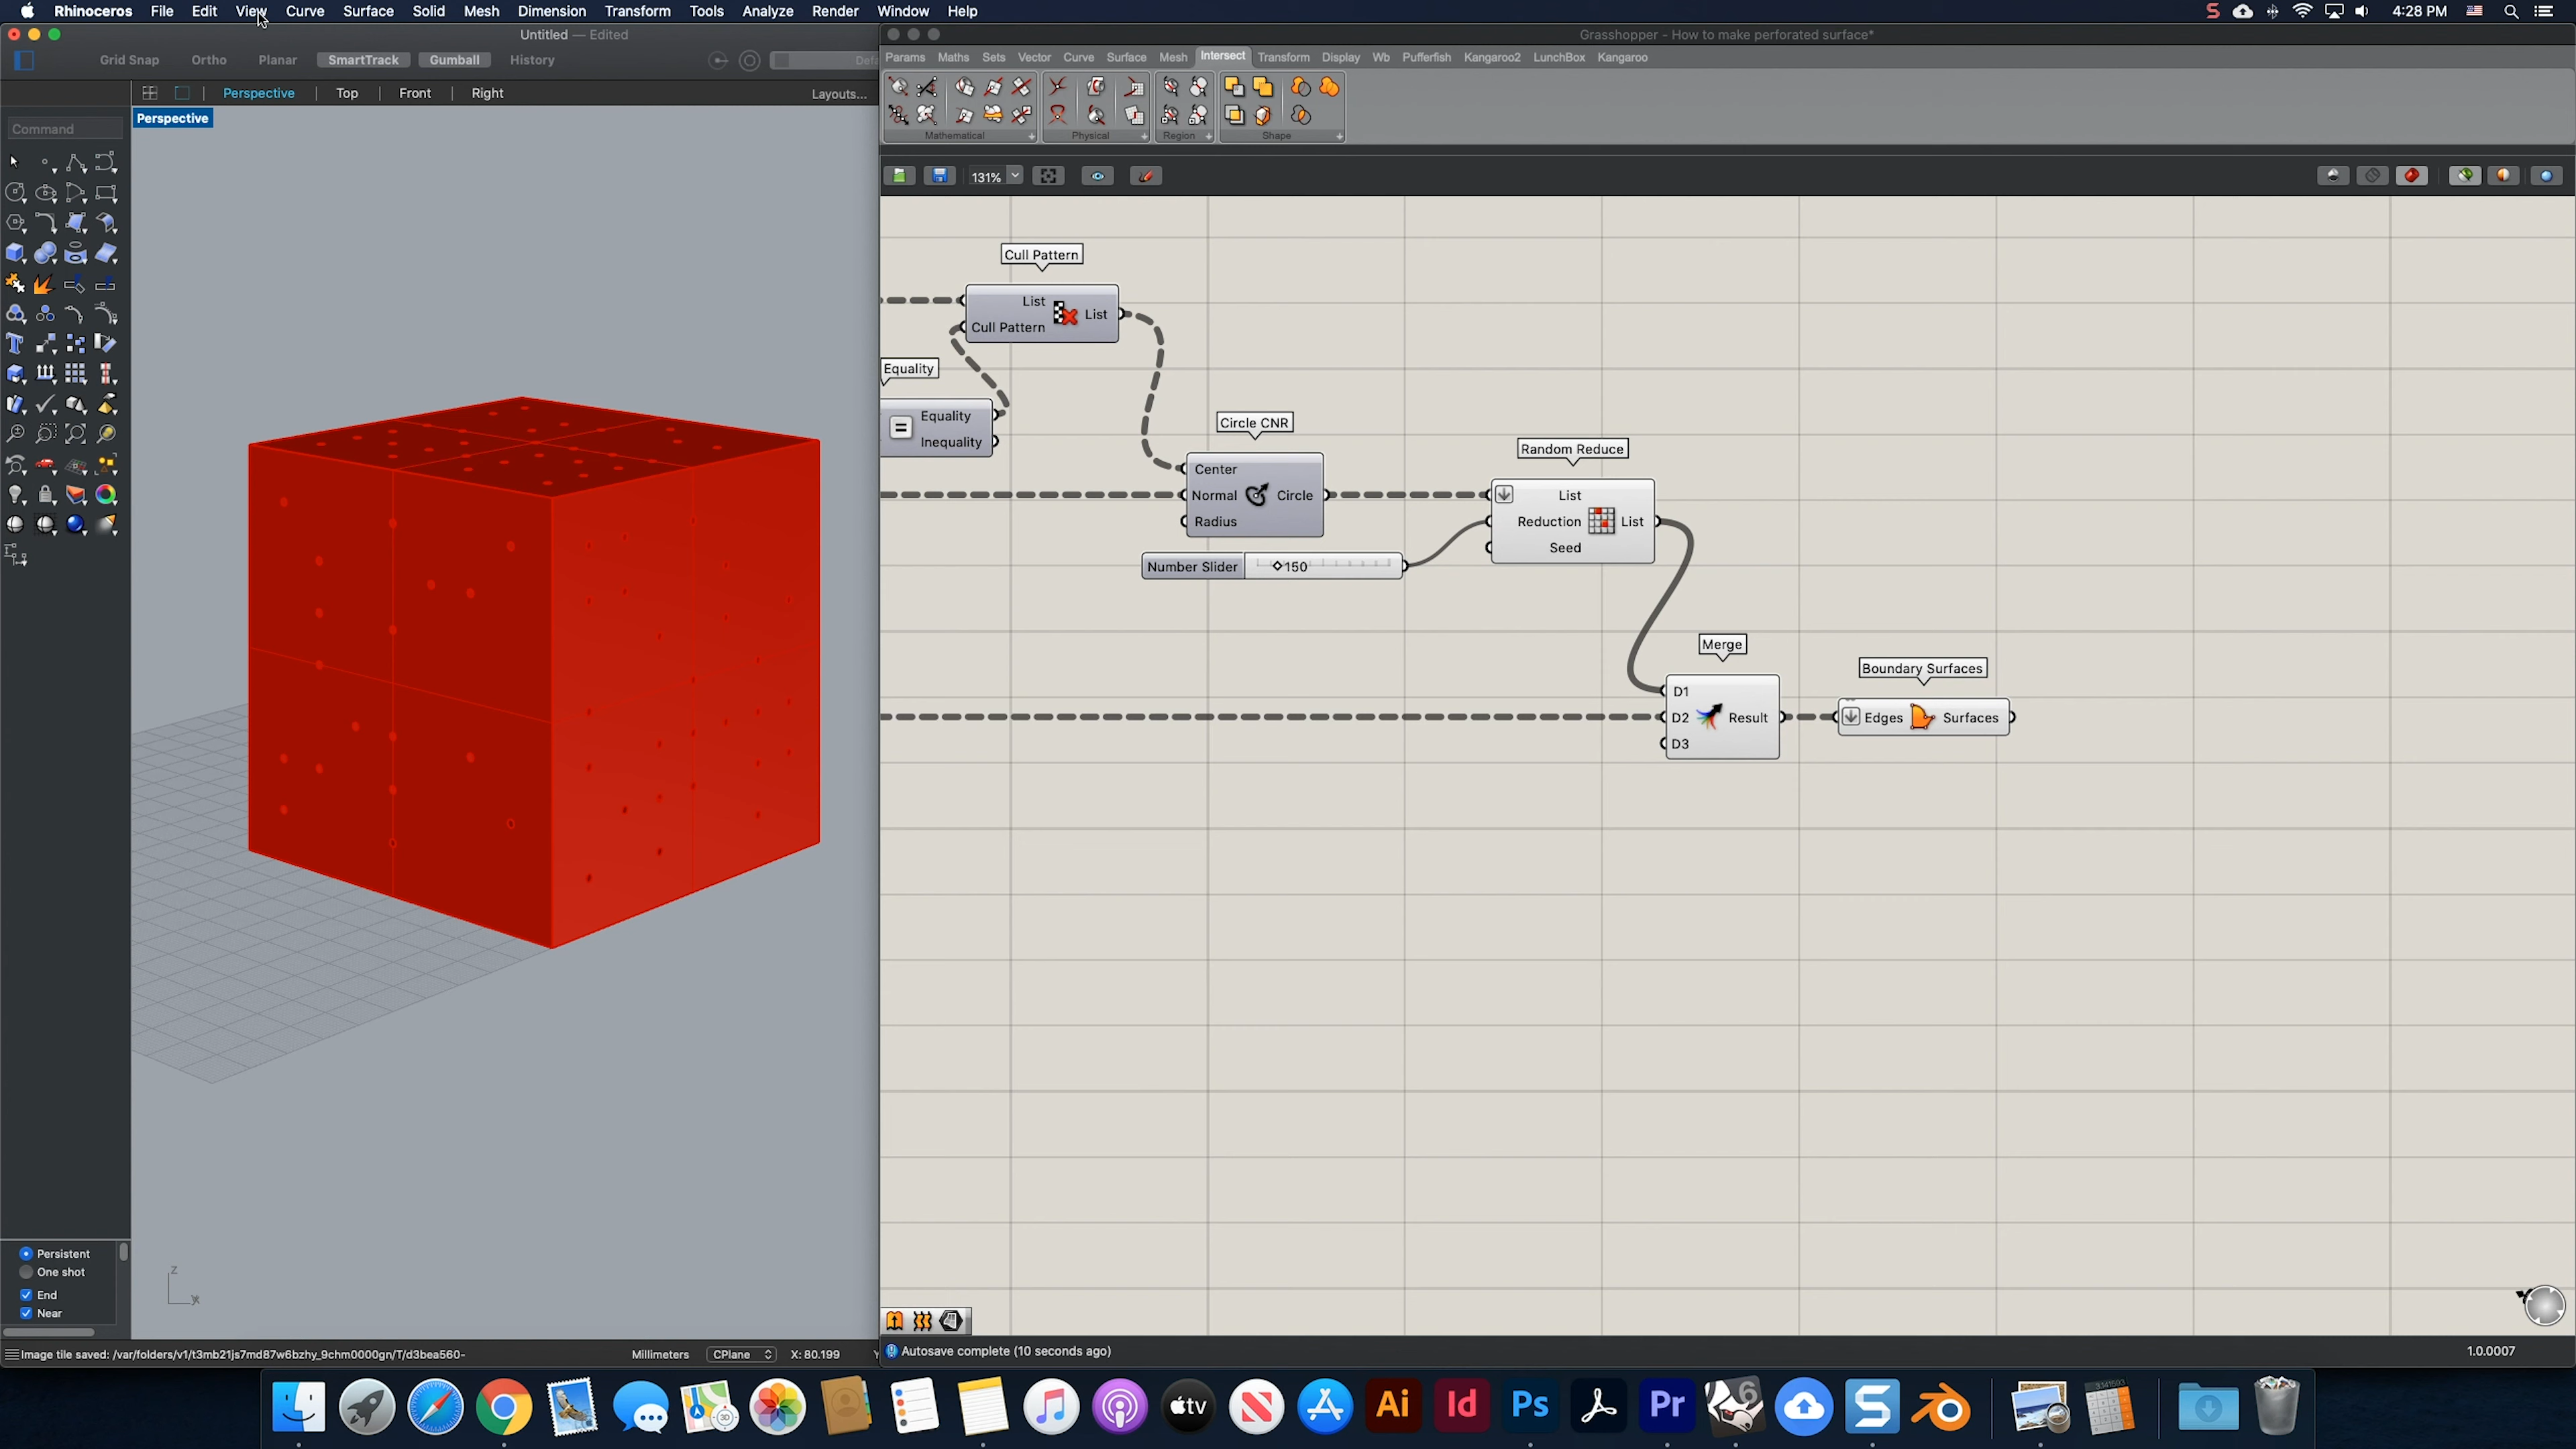 Rhinoceros File Edit View Curve Surface Solid Mesh Dimension Transform Tools Analyze Render Window Help
4:28 PM
Untitled — Edited
Grid Snap Ortho Planar SmartTrack Gumball History
Perspective Top Front Right Layouts...
Perspective
Command
Grasshopper - How to make perforated surface*
Params Maths Sets Vector Curve Surface Mesh Intersect Transform Display Wb Pufferfish Kangaroo2 LunchBox Kangaroo
Mathematical Physical Region Shape
131%
Cull Pattern
List
Cull Pattern
List
Equality
=
Equality
Inequality
Circle CNR
Center
Normal
Radius
Circle
Number Slider
150
Random Reduce
List
Reduction
Seed
List
Merge
D1
D2
D3
Result
Boundary Surfaces
Edges Surfaces
z
Persistent
One shot
End
Near
Image tile saved: /var/folders/v1/t3mb21js7md87w6bzhy_9chm0000gn/T/d3bea560-
Millimeters CPlane X: 80.199
Autosave complete (10 seconds ago)
1.0.0007
tv
Ai
Id
Ps
Pr
6
S